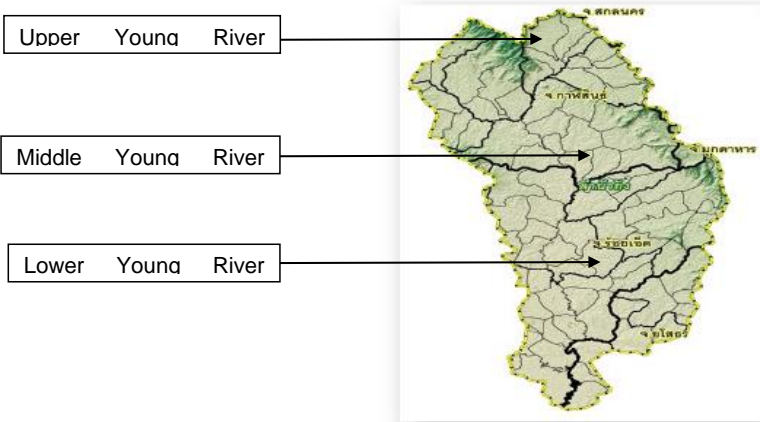 จ.สกลนคร
Upper Young River
จ.กาฬสินธุ์
Middle Young River
จ.มุกดาหาร
จ.ร้อยเอ็ด
Lower Young River
จ.ยโสธร